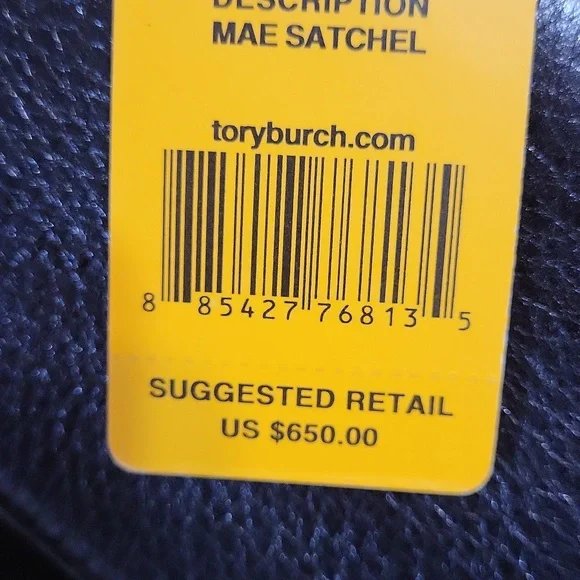 DESCRIPTION
MAE SATCHEL
toryburch.com
8 85427 76813 5
SUGGESTED RETAIL
US $650.00